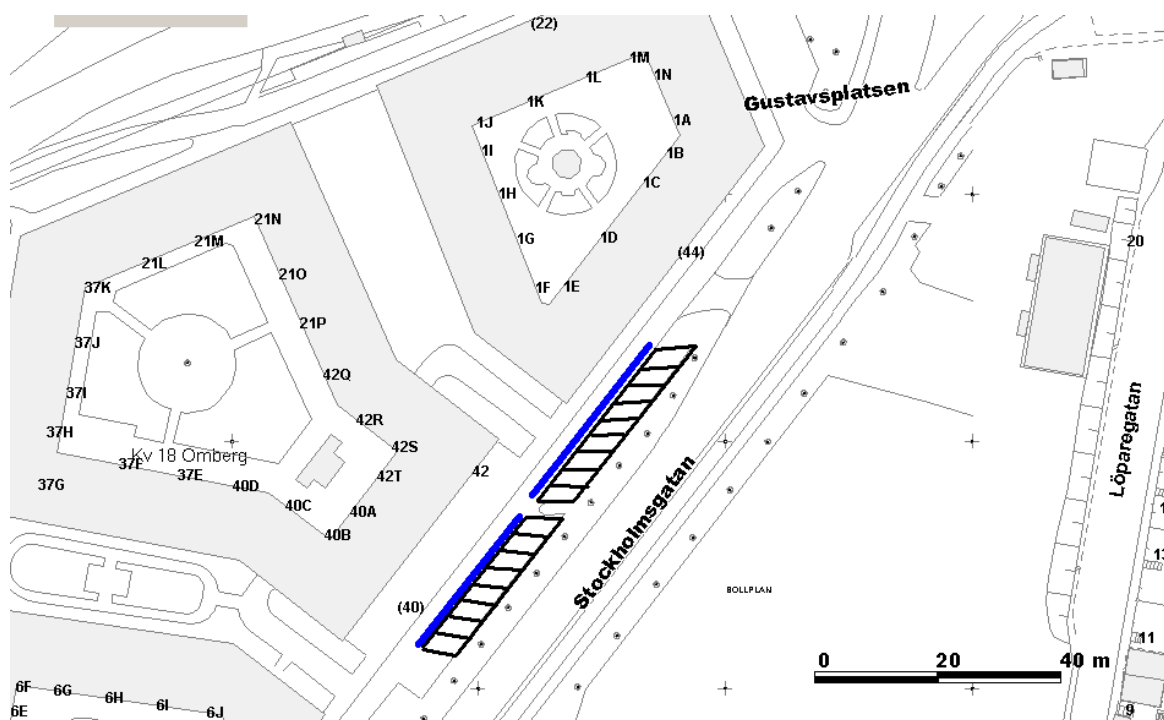 (22)
1M
1L
1N
1K
Gustavsplatsen
1J
1A
1I
1B
1C
1H
21N
1G
1D
21M
20
(44)
21L
21O
37K
1F
1E
21P
37J
42Q
37I
42R
Löparegatan
37H
42S
Kv 18 Omberg
37F
37E
42T
42
37G
40D
40C
40A
40B
Stockholmsgatan
13
BOLLPLAN
(40)
11
0 20 40 m
6F
6G
6H
6I
6J
6E
9